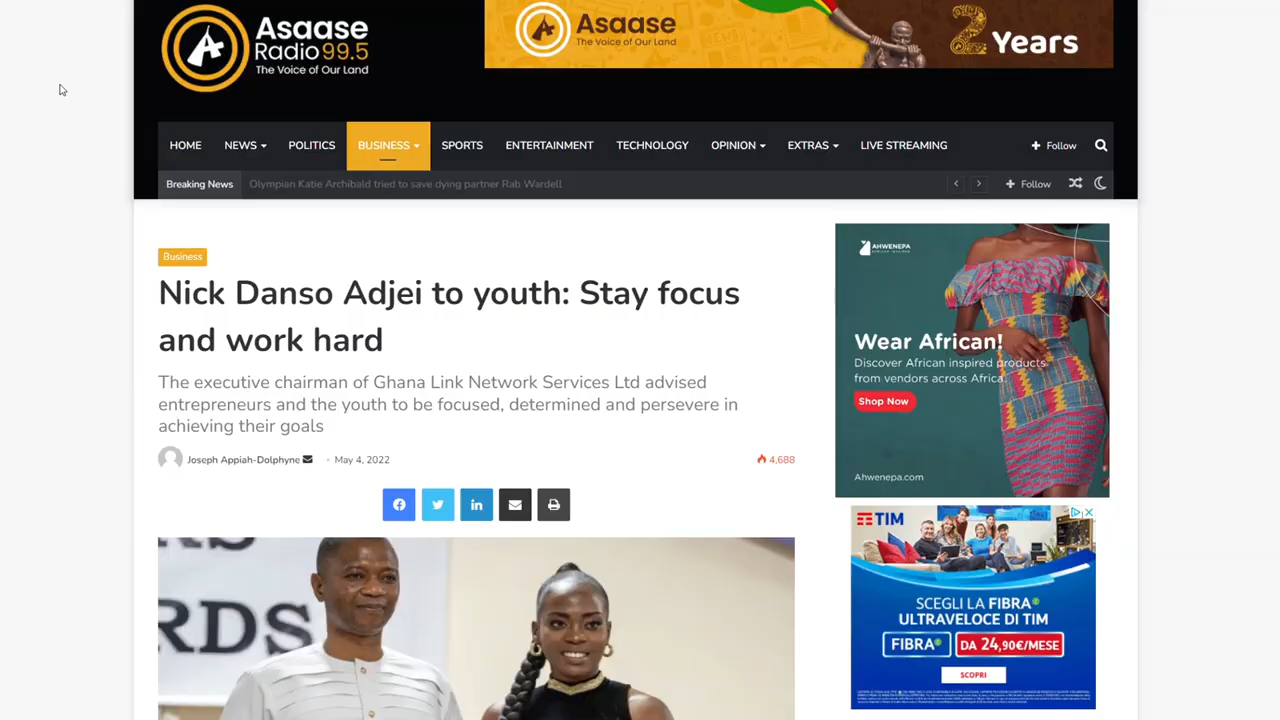 Asaase
Radio 99.5
The Voice of Our Land
Asaase
The Voice of Our Land
2 Years
HOME NEWS POLITICS BUSINESS SPORTS ENTERTAINMENT TECHNOLOGY OPINION EXTRAS LIVE STREAMING Follow
Breaking News Olympian Katie Archibald tried to save dying partner Rab Wardell Follow
Business
Nick Danso Adjei to youth: Stay focus
and work hard
The executive chairman of Ghana Link Network Services Ltd advised
entrepreneurs and the youth to be focused, determined and persevere in
achieving their goals
Joseph Appiah-Dolphyne - May 4, 2022 4,688
RDS
AHWENEPA
Wear African!
Discover African inspired products
from vendors across Africa.
Shop Now
Ahwenepa.com
TIM
SCEGLI LA FIBRA
ULTRAVELOCE DI TIM
FIBRA DA 24,90€/MESE
SCOPRI